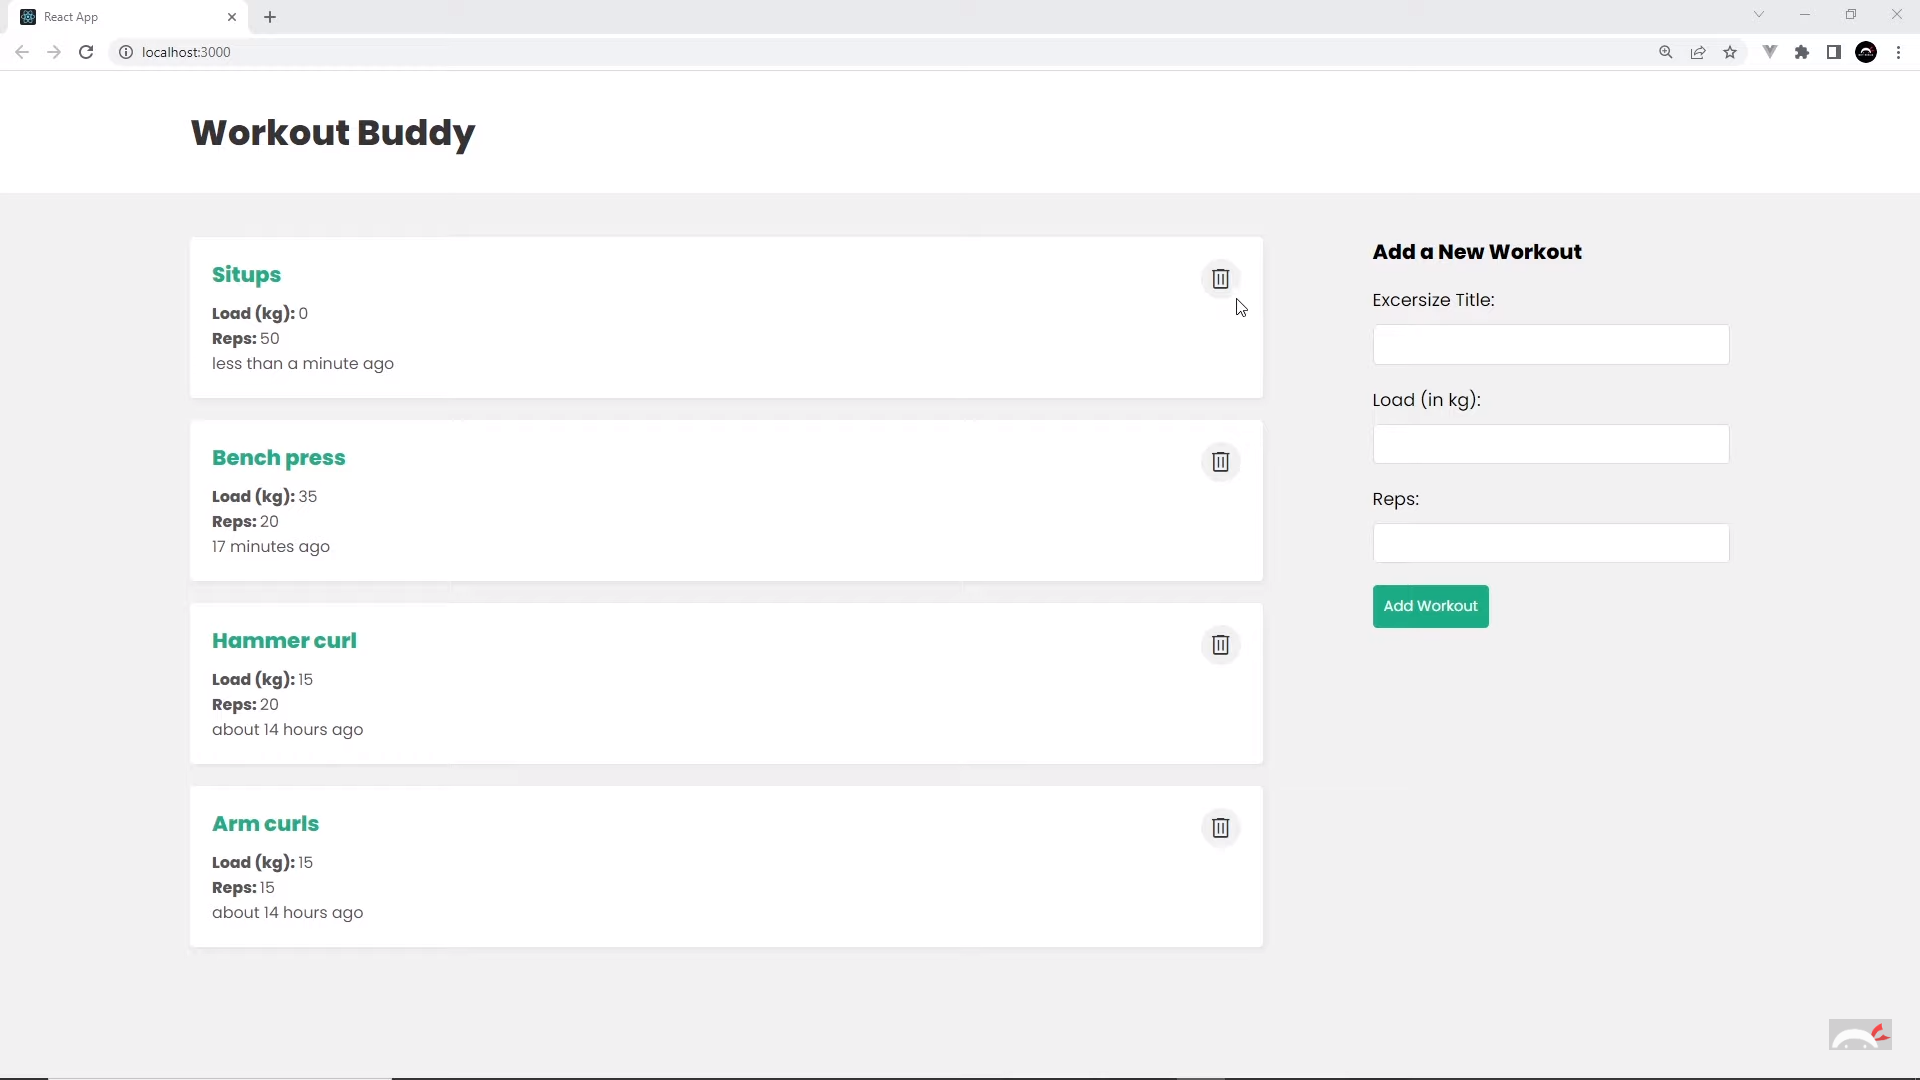 React App
localhost:3000
Workout Buddy
Situps
Load (kg): 0
Reps: 50
less than a minute ago
Bench press
Load (kg): 35
Reps: 20
17 minutes ago
Hammer curl
Load (kg): 15
Reps: 20
about 14 hours ago
Arm curls
Load (kg): 15
Reps: 15
about 14 hours ago
Add a New Workout
Excersize Title:
Load (in kg):
Reps:
Add Workout